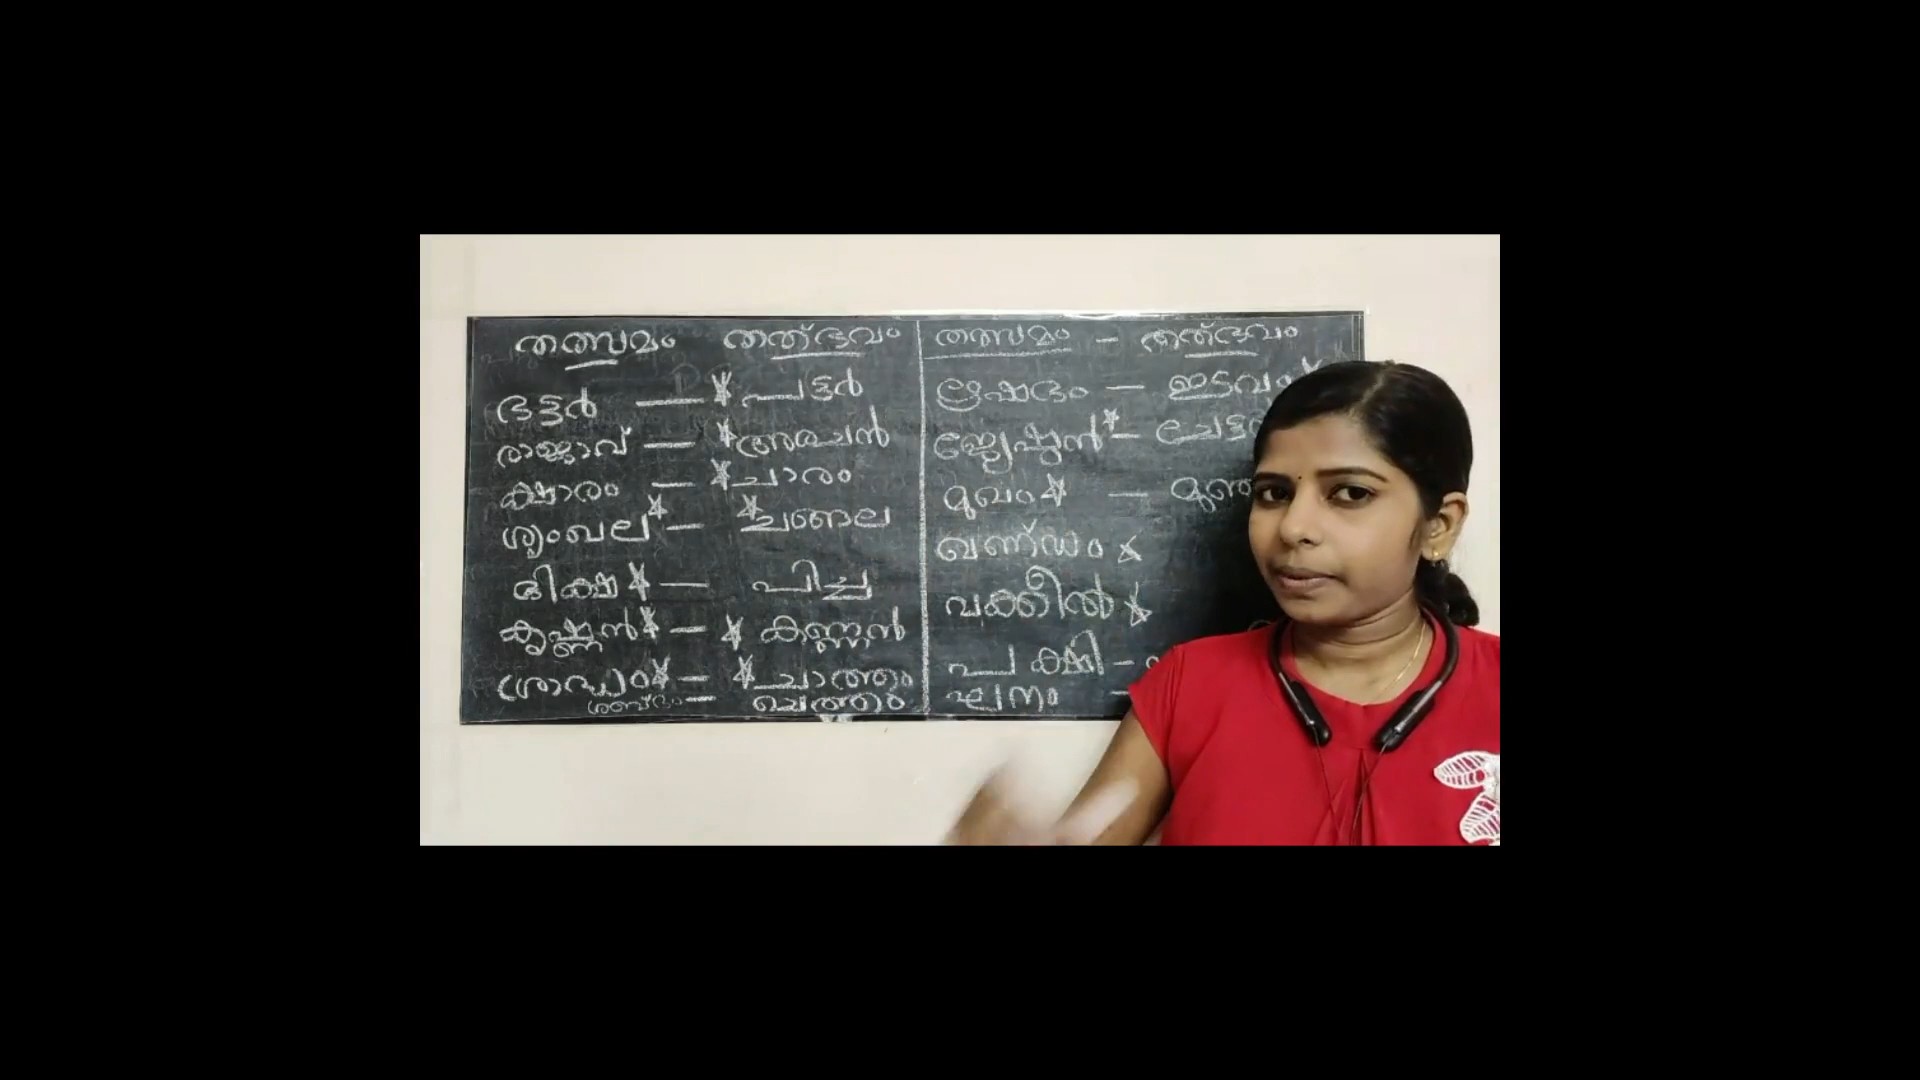 തത്സമം തത്ഭവം
ഭട്ടർ — * പട്ടർ
രാജാവ് — * അരചൻ
ക്ഷാരം — * ചാരം
ശൃംഖല * — * ചങ്ങല
ഭിക്ഷ * — പിച്ച
കൃഷ്ണൻ * — * കണ്ണൻ
ശ്രാദ്ധം * — * ചാത്തം
ശബ്ദം — ചെത്തം
തത്സമം — തത്ഭവം
ഋഷഭം — ഇടവം
ജ്യേഷ്ഠൻ * — ചേട്ട
മുഖം * —
ഖണ്ഡം *
വക്കീൽ *
പക്ഷി —